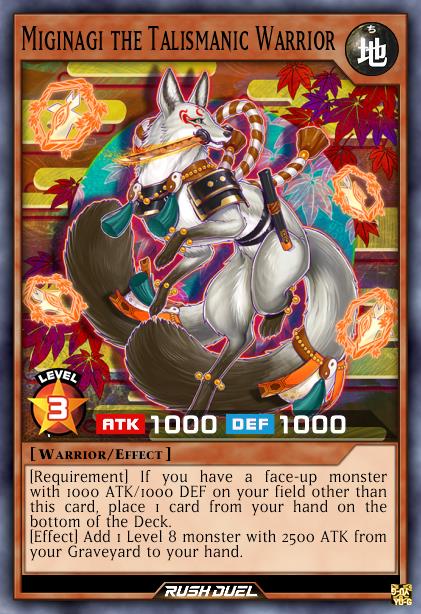 Miginagi the Talismanic Warrior
ち
地
LEVEL
3
ATK 1000 DEF 1000
[ Warrior/Effect ]
[Requirement] If you have a face-up monster
with 1000 ATK/1000 DEF on your field other than
this card, place 1 card from your hand on the
bottom of the Deck.
[Effect] Add 1 Level 8 monster with 2500 ATK from
your Graveyard to your hand.
RUSH DUEL